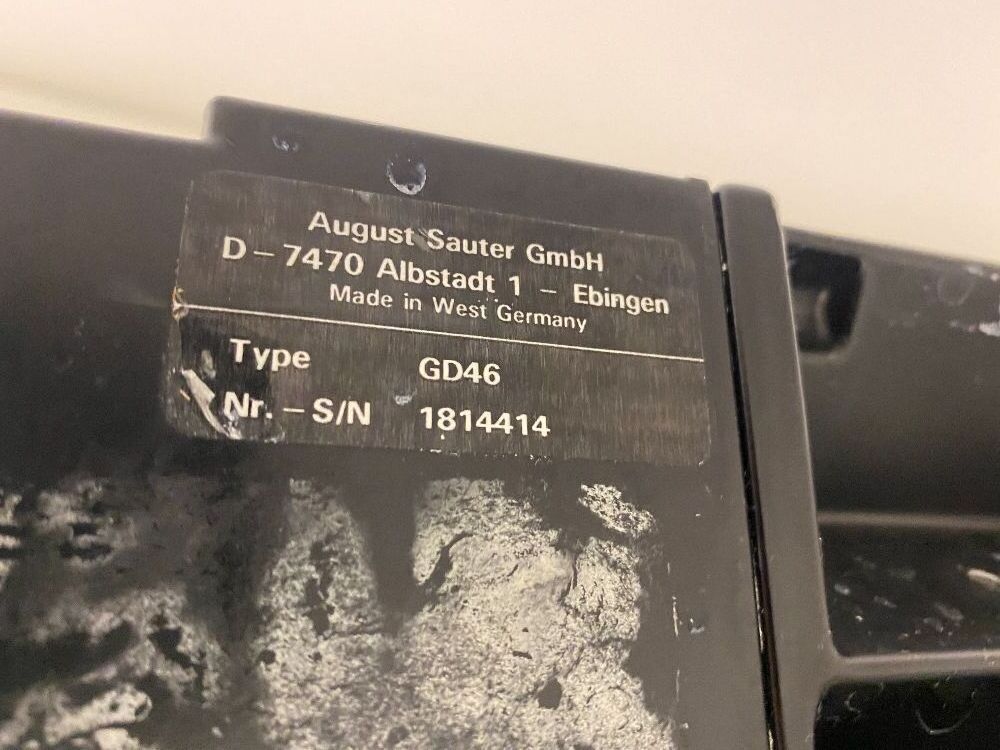 August Sauter GmbH
D – 7470 Albstadt 1 – Ebingen
Made in West Germany
Type GD46
Nr. – S/N 1814414